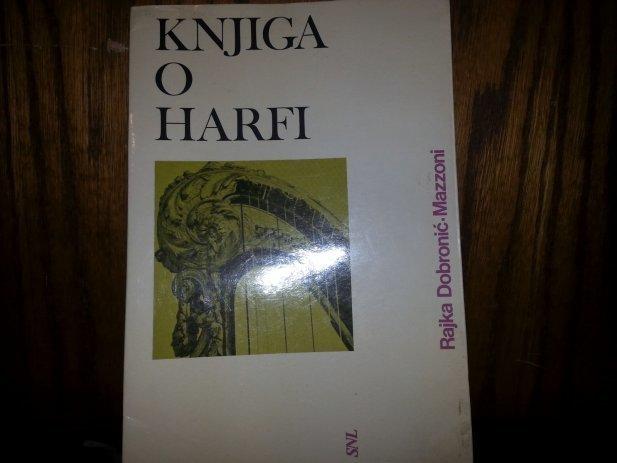 KNJIGA
O
HARFI
Rajka Dobronić-Mazzoni
SNL